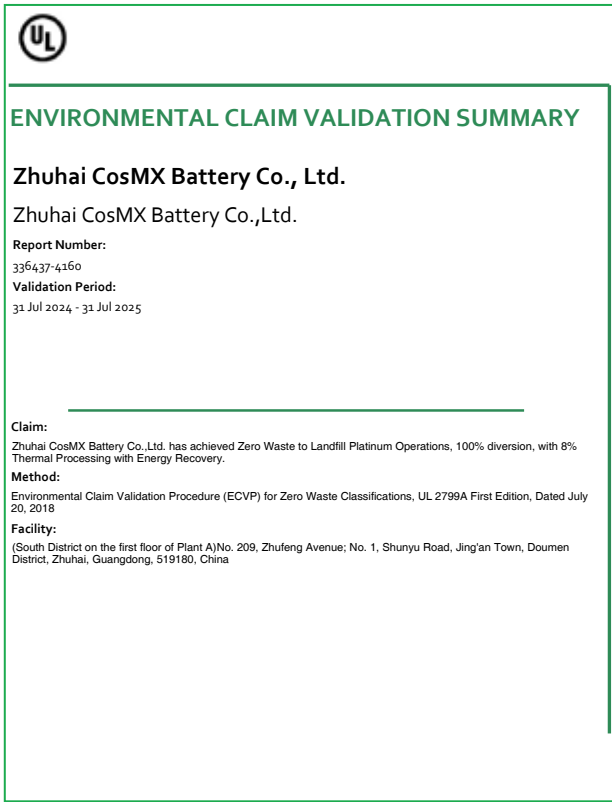 UL
ENVIRONMENTAL CLAIM VALIDATION SUMMARY
Zhuhai CosMX Battery Co., Ltd.
Zhuhai CosMX Battery Co.,Ltd.
Report Number:
336437-4160
Validation Period:
31 Jul 2024 - 31 Jul 2025
Claim:
Zhuhai CosMX Battery Co.,Ltd. has achieved Zero Waste to Landfill Platinum Operations, 100% diversion, with 8%
Thermal Processing with Energy Recovery.
Method:
Environmental Claim Validation Procedure (ECVP) for Zero Waste Classifications, UL 2799A First Edition, Dated July
20, 2018
Facility:
(South District on the first floor of Plant A)No. 209, Zhufeng Avenue; No. 1, Shunyu Road, Jing'an Town, Doumen
District, Zhuhai, Guangdong, 519180, China